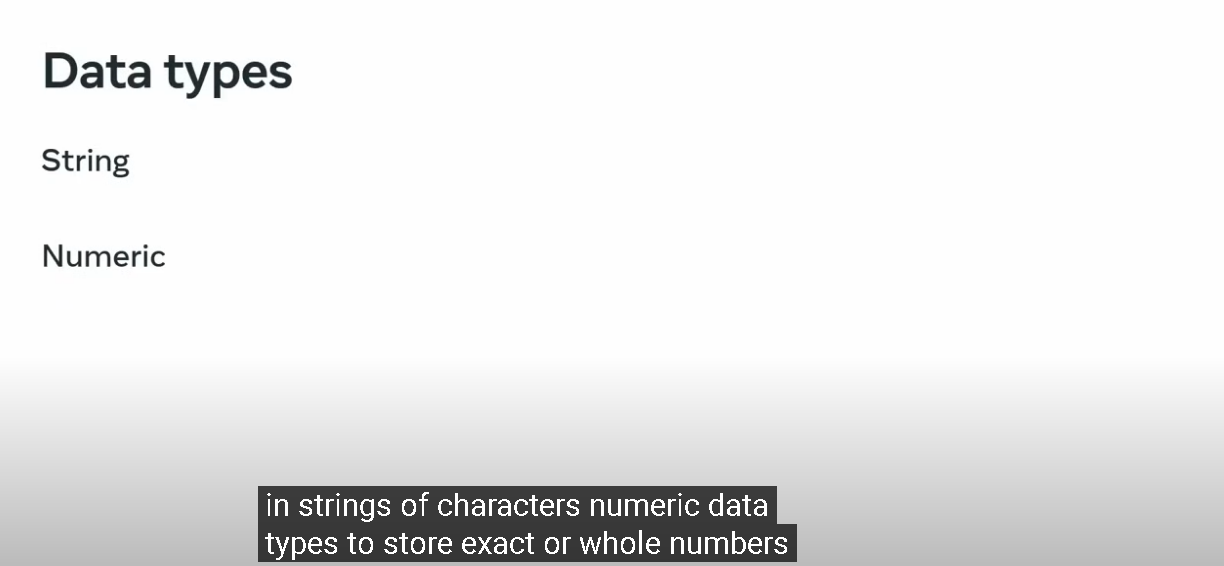 Data types
String
Numeric
in strings of characters numeric data
types to store exact or whole numbers